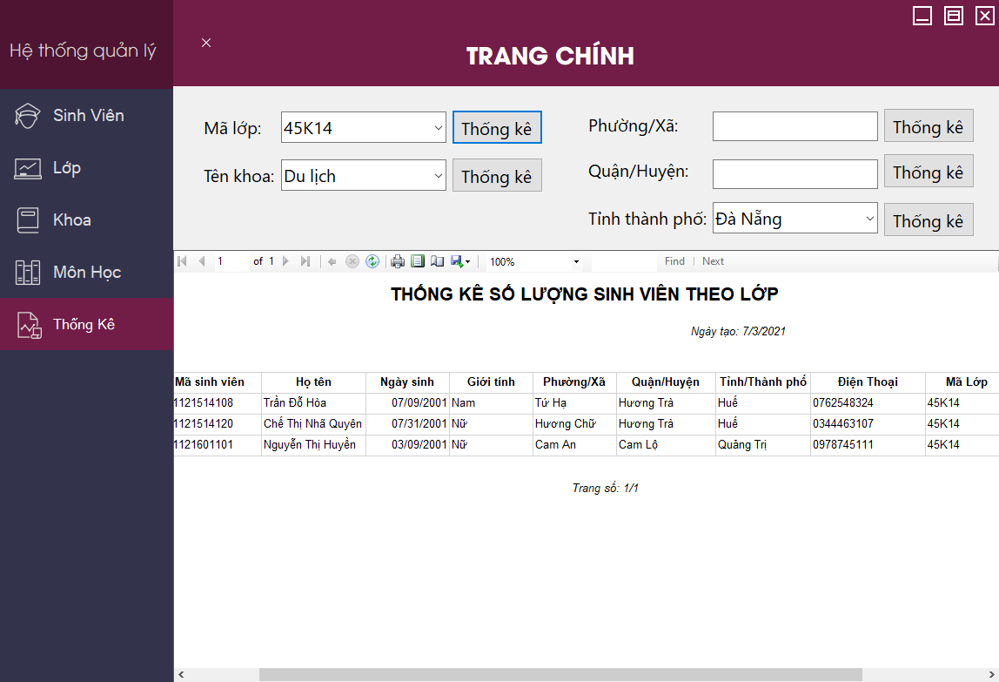 Hệ thống quản lý
TRANG CHÍNH
Sinh Viên
Lớp
Khoa
Môn Học
Thống Kê
Mã lớp: 45K14 Thống kê
Tên khoa: Du lịch Thống kê
Phường/Xã: Thống kê
Quận/Huyện: Thống kê
Tỉnh thành phố: Đà Nẵng Thống kê
1 of 1 100% Find | Next
THỐNG KÊ SỐ LƯỢNG SINH VIÊN THEO LỚP
Ngày tạo: 7/3/2021
Mã sinh viên Họ tên Ngày sinh Giới tính Phường/Xã Quận/Huyện Tỉnh/Thành phố Điện Thoại Mã Lớp
1121514108 Trần Đỗ Hòa 07/09/2001 Nam Tứ Hạ Hương Trà Huế 0762548324 45K14
1121514120 Chế Thị Nhã Quyên 07/31/2001 Nữ Hương Chữ Hương Trà Huế 0344463107 45K14
1121601101 Nguyễn Thị Huyền 03/09/2001 Nữ Cam An Cam Lộ Quảng Trị 0978745111 45K14
Trang số: 1/1